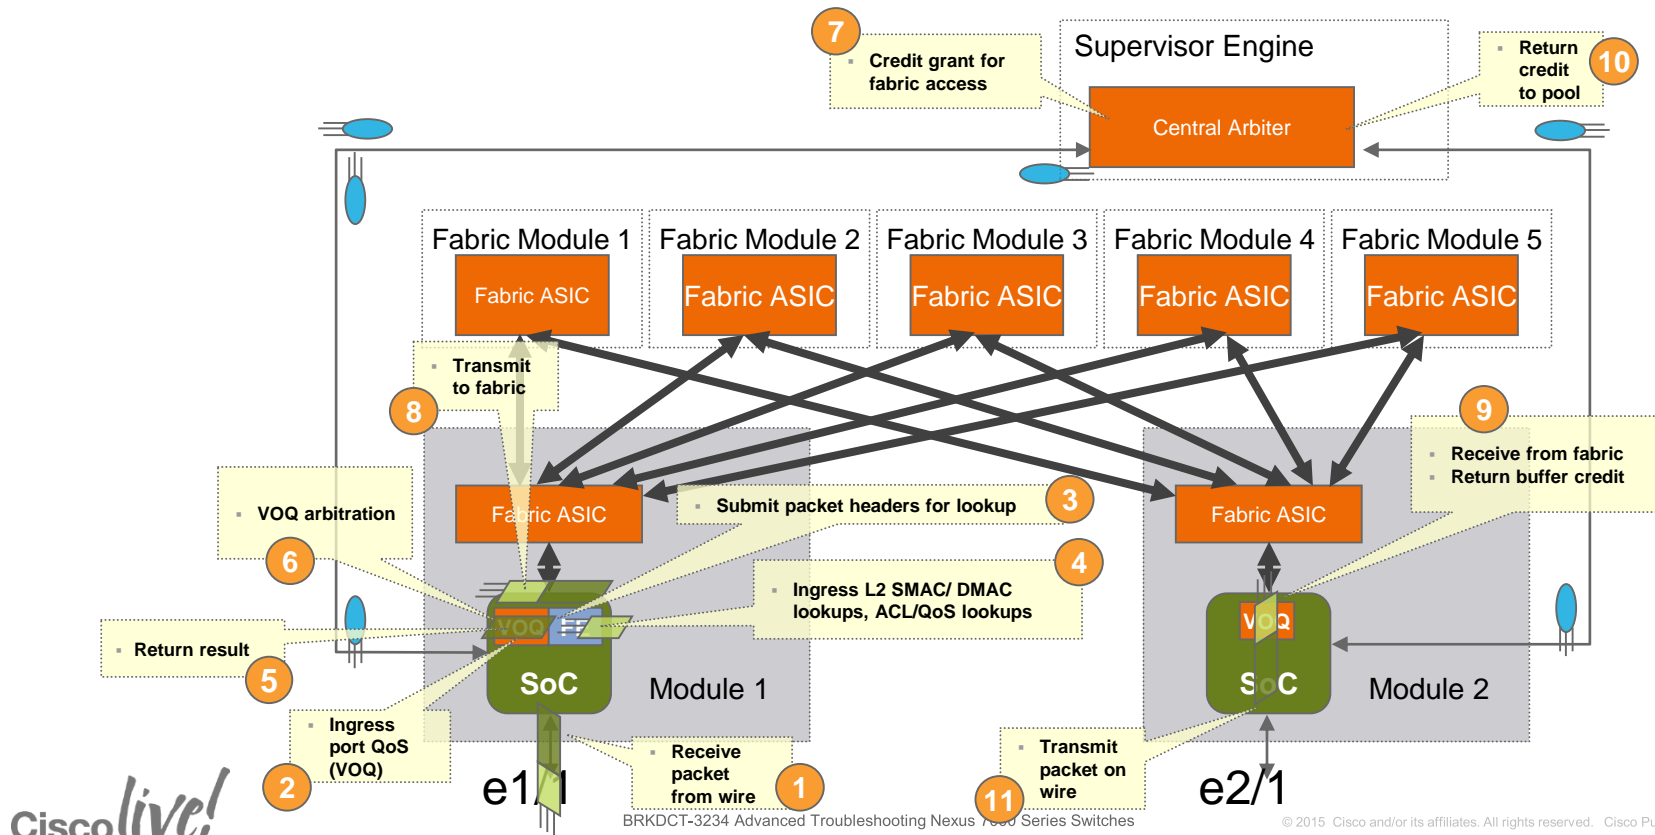 7
Credit grant for
fabric access
Supervisor Engine
Central Arbiter
Return
credit
to pool
10
Fabric Module 1
Fabric Module 2
Fabric Module 3
Fabric Module 4
Fabric Module 5
Fabric ASIC
Fabric ASIC
Fabric ASIC
Fabric ASIC
Fabric ASIC
Transmit
to fabric
8
9
Receive from fabric
Return buffer credit
VOQ arbitration
6
Fabric ASIC
Submit packet headers for lookup
3
Fabric ASIC
4
Ingress L2 SMAC/ DMAC
lookups, ACL/QoS lookups
VOQ
VOQ
Return result
5
SoC
Module 1
SoC
Module 2
Ingress
port QoS
(VOQ)
2
Receive
packet
from wire
1
Transmit
packet on
wire
11
e1/1
e2/1
Cisco live!
BRKDCT-3234 Advanced Troubleshooting Nexus 7000 Series Switches
© 2015 Cisco and/or its affiliates. All rights reserved. Cisco Pu